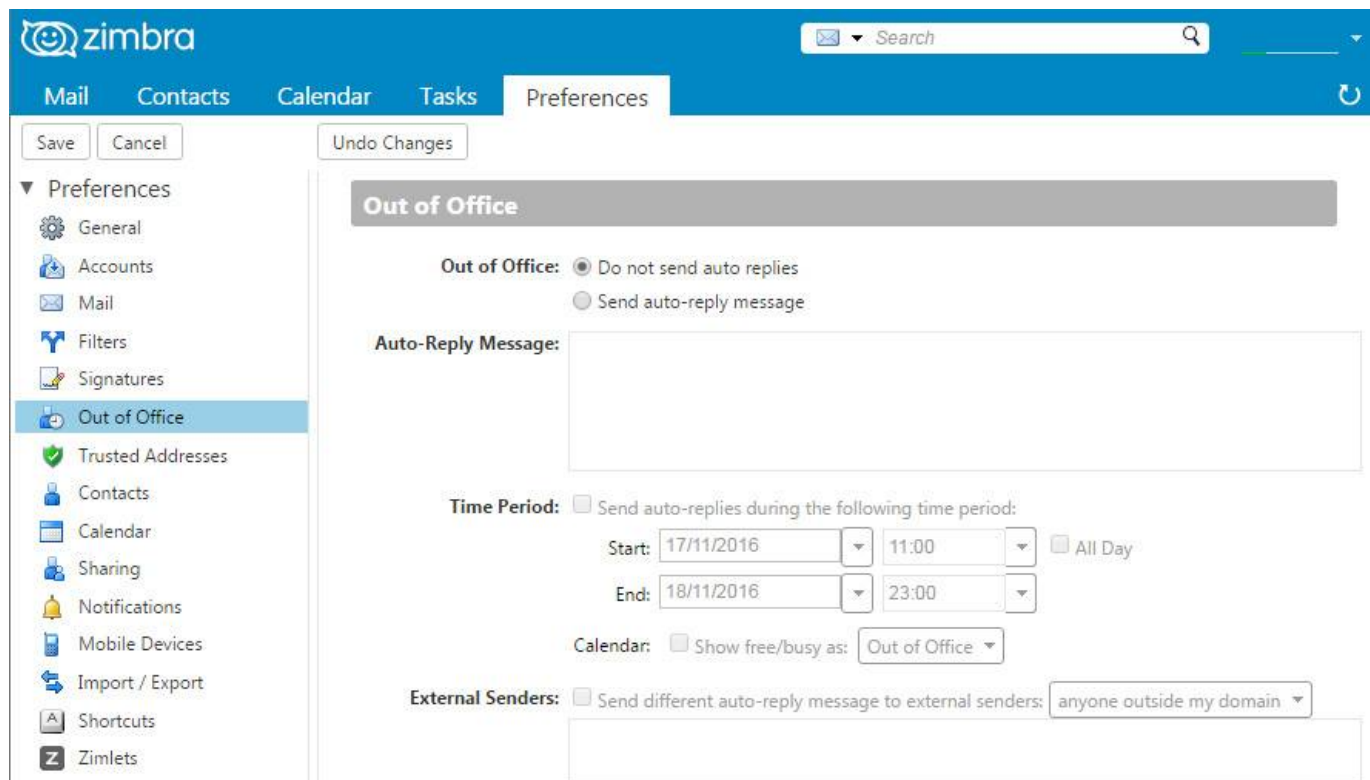 zimbra
Search
Mail Contacts Calendar Tasks Preferences
Save Cancel Undo Changes
Preferences
General
Accounts
Mail
Filters
Signatures
Out of Office
Trusted Addresses
Contacts
Calendar
Sharing
Notifications
Mobile Devices
Import / Export
A Shortcuts
Z Zimlets
Out of Office
Out of Office: Do not send auto replies
Send auto-reply message
Auto-Reply Message:
Time Period: Send auto-replies during the following time period:
Start: 17/11/2016 11:00 All Day
End: 18/11/2016 23:00
Calendar: Show free/busy as: Out of Office
External Senders: Send different auto-reply message to external senders: anyone outside my domain